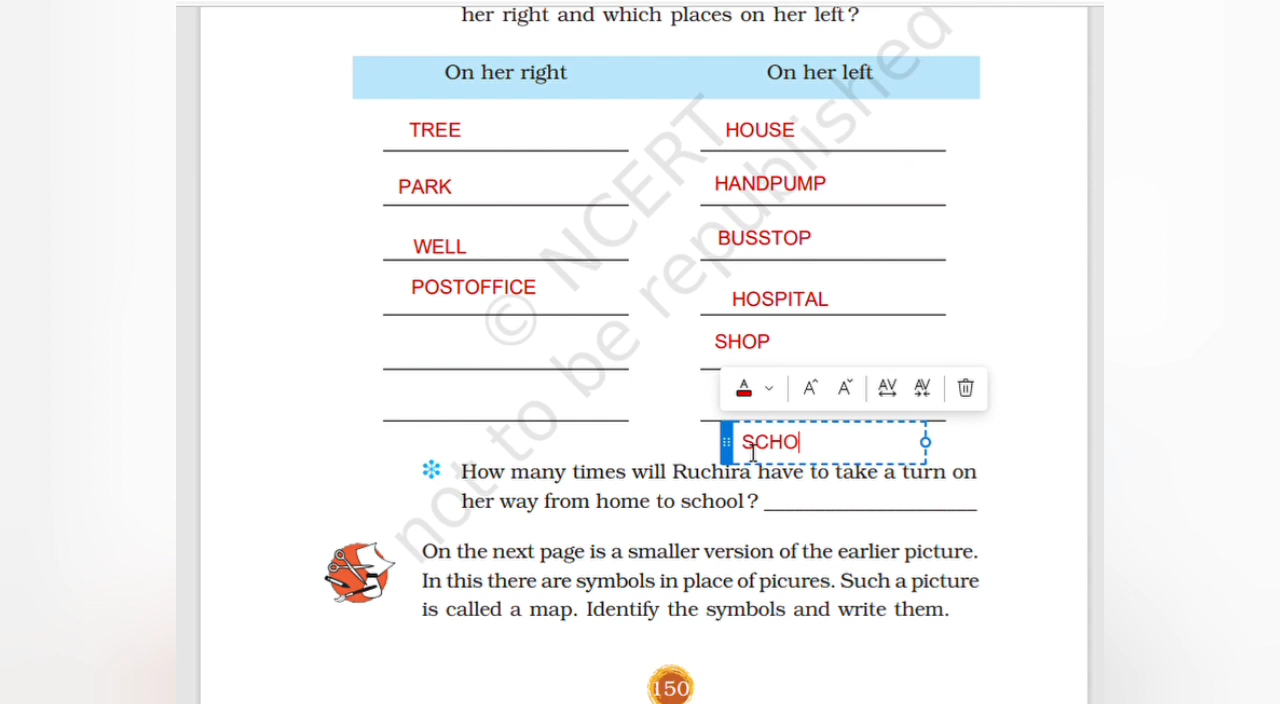 her right and which places on her left?
On her right On her left
TREE HOUSE
PARK HANDPUMP
WELL BUSSTOP
POSTOFFICE HOSPITAL
SHOP
SCHO
How many times will Ruchira have to take a turn on
her way from home to school?
On the next page is a smaller version of the earlier picture.
In this there are symbols in place of picures. Such a picture
is called a map. Identify the symbols and write them.
150
© NCERT
not to be republished